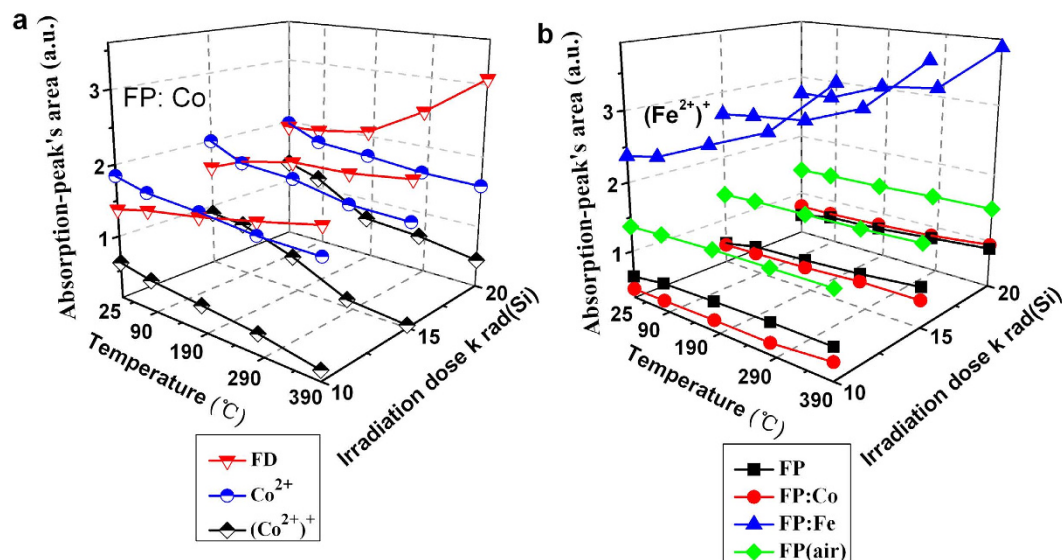 a
Absorption-peak's area (a.u.)
FP: Co
3
2
1
25
90
190
290
390
10
15
20
Temperature (℃)
Irradiation dose k rad(Si)
FD
Co²⁺
(Co²⁺)⁺
b
Absorption-peak's area (a.u.)
(Fe²⁺)⁺
3
2
1
25
90
190
290
390
10
15
20
Temperature (℃)
Irradiation dose k rad(Si)
FP
FP:Co
FP:Fe
FP(air)